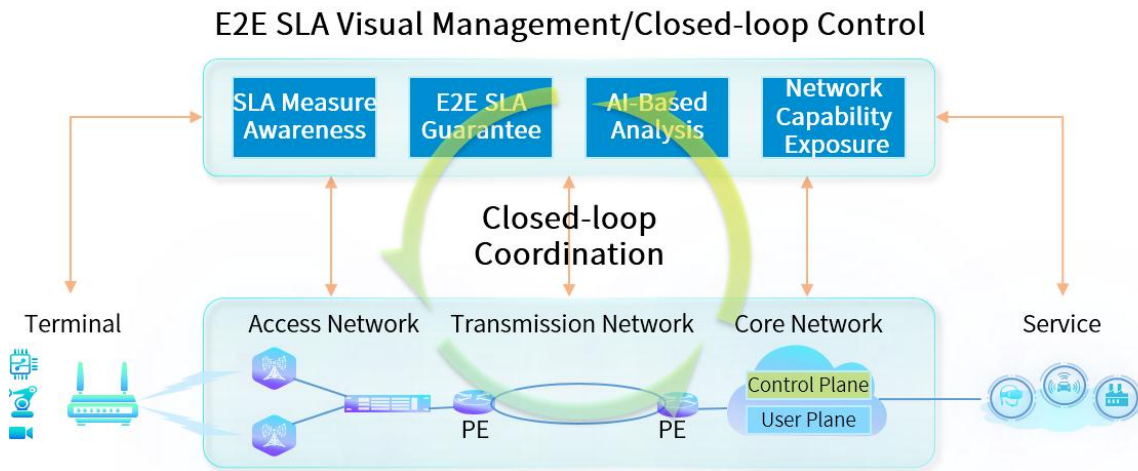 E2E SLA Visual Management/Closed-loop Control
SLA Measure
Awareness
E2E SLA
Guarantee
AI-Based
Analysis
Network
Capability
Exposure
Closed-loop
Coordination
Terminal
Access Network
Transmission Network
Core Network
Service
Control Plane
User Plane
PE
PE